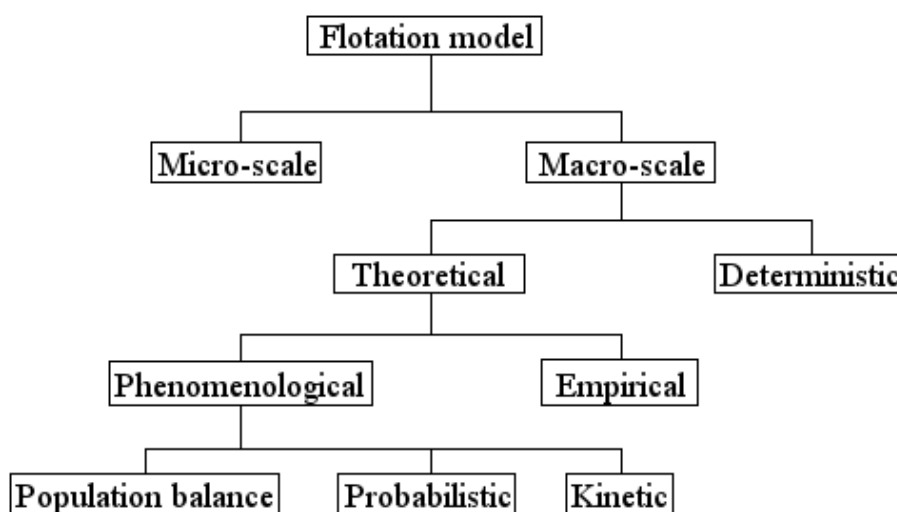 Flotation model
Micro-scale
Macro-scale
Theoretical
Deterministic
Phenomenological
Empirical
Population balance
Probabilistic
Kinetic